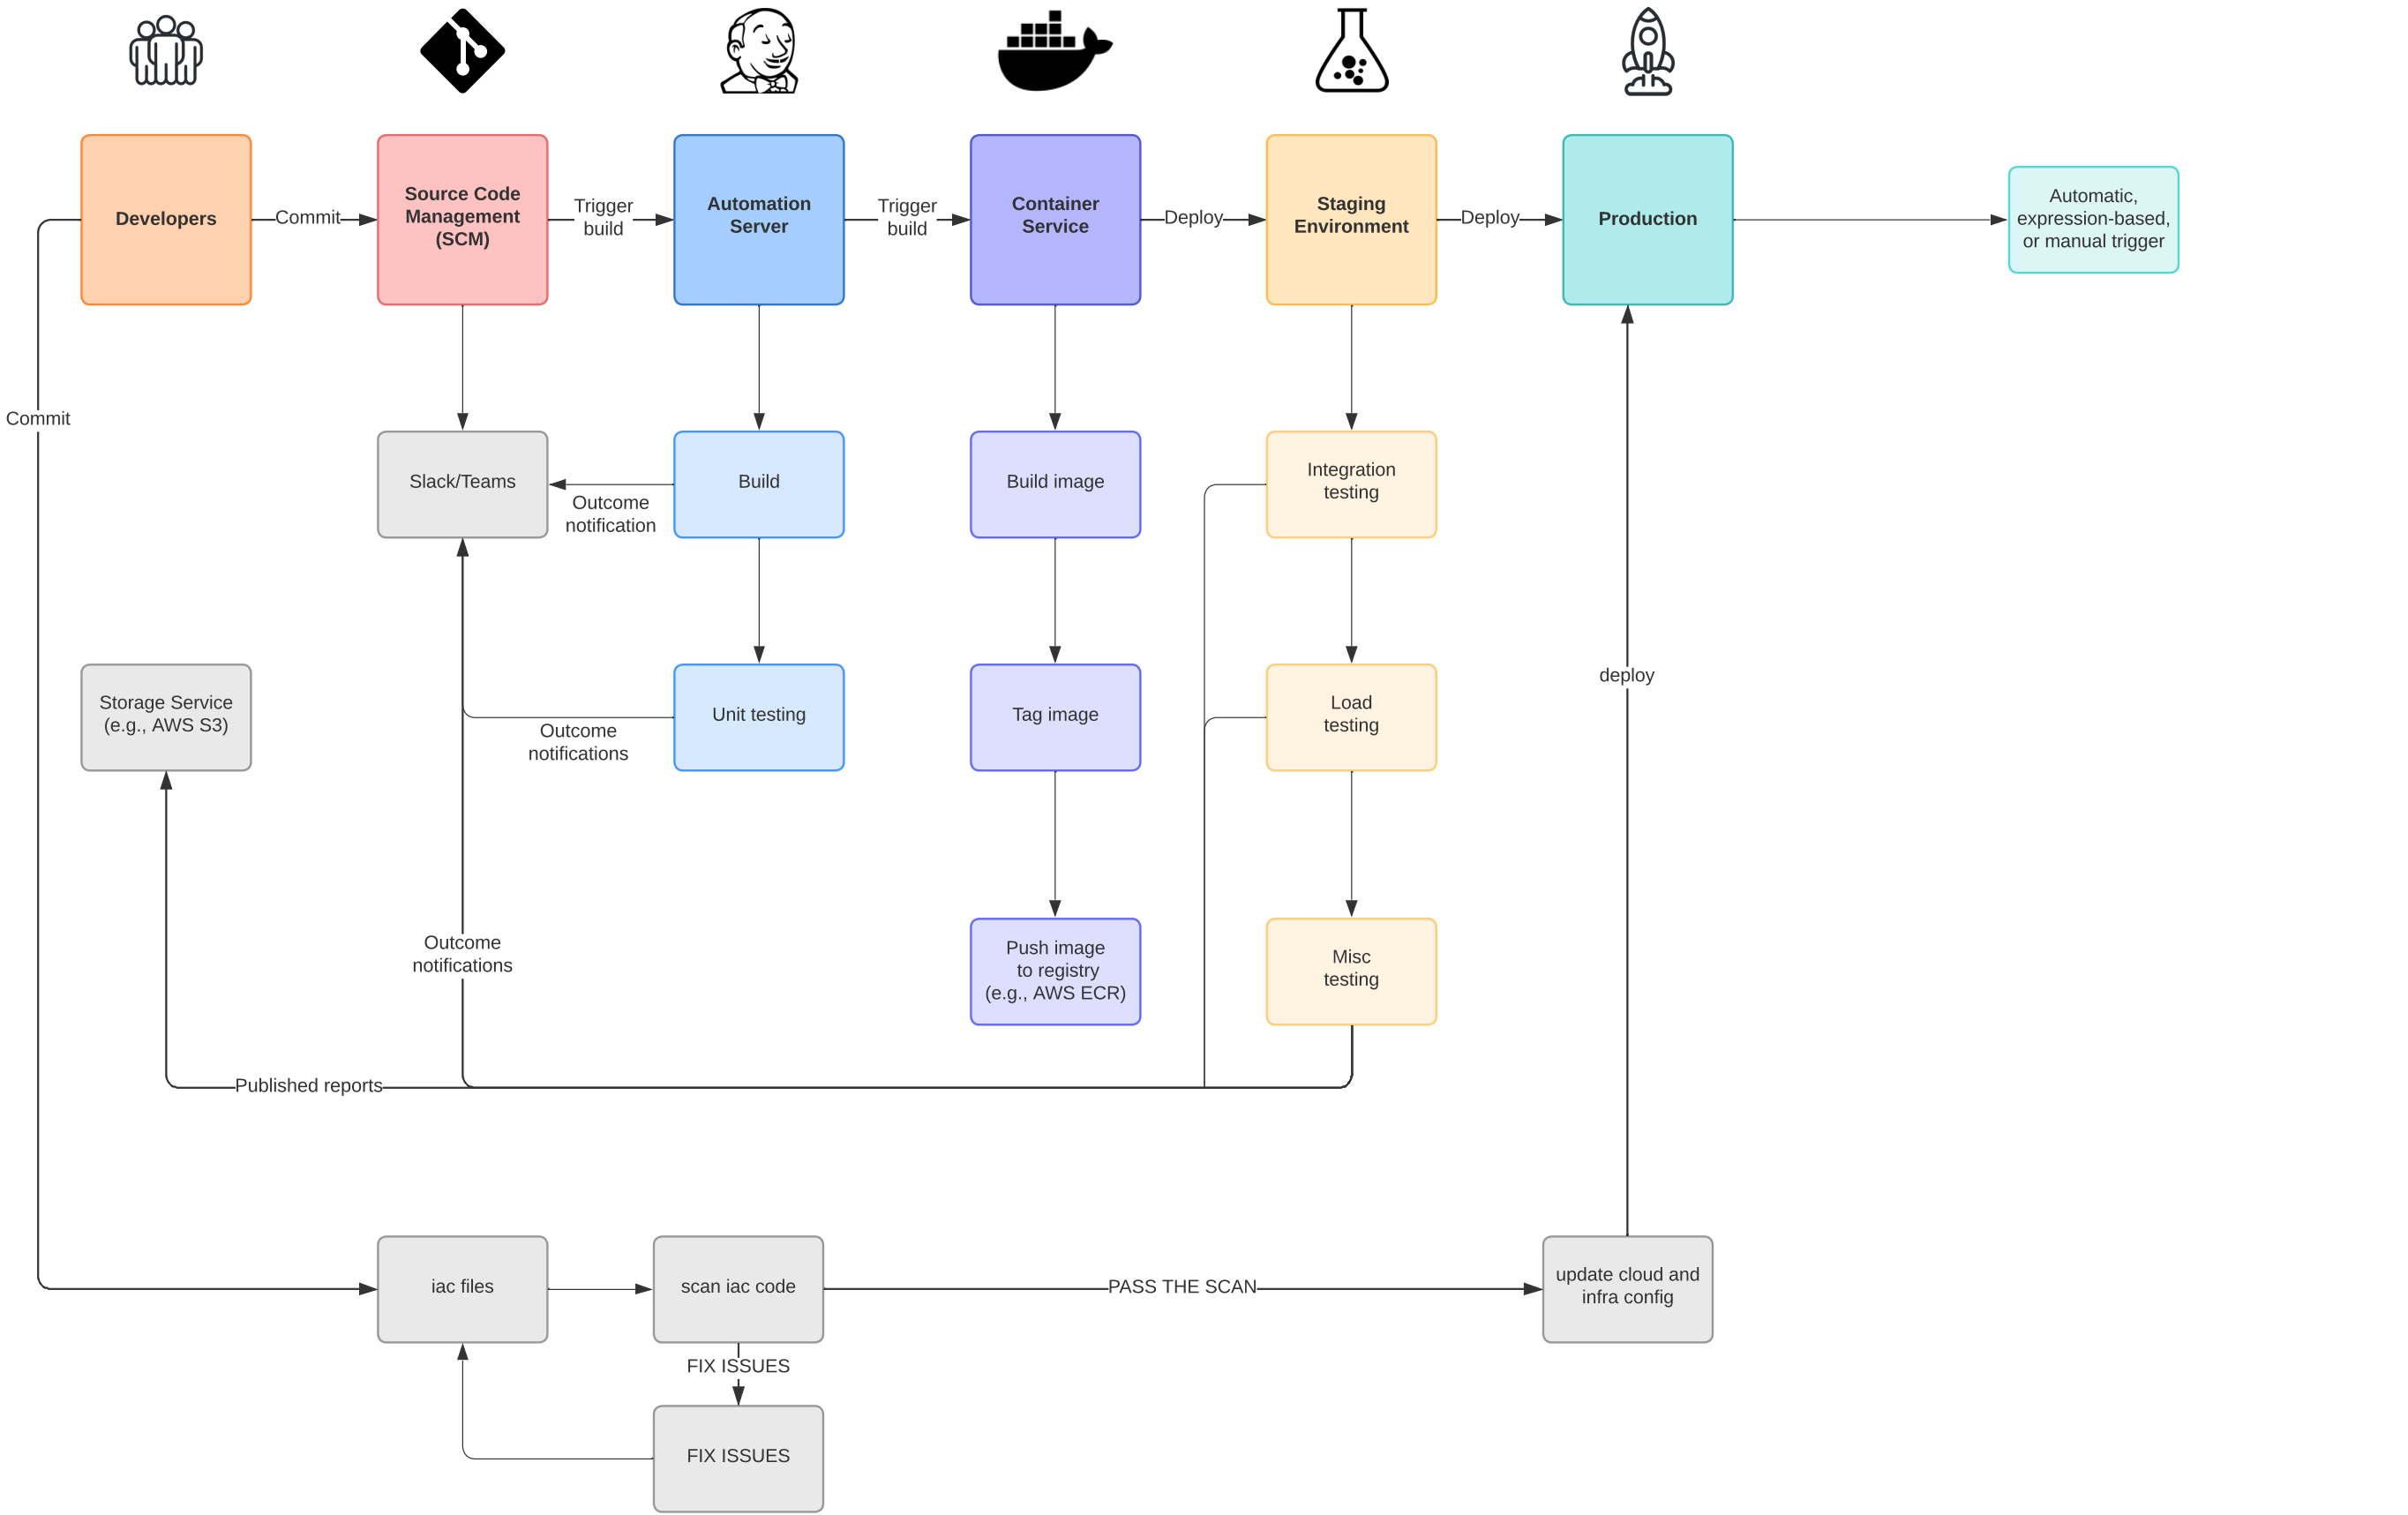 Developers
Commit
Source Code
Management
(SCM)
Trigger
build
Automation
Server
Trigger
build
Container
Service
Deploy
Staging
Environment
Deploy
Production
Automatic,
expression-based,
or manual trigger
Commit
Slack/Teams
Outcome
notification
Build
Build image
Integration
testing
Storage Service
(e.g., AWS S3)
Outcome
notifications
Unit testing
Tag image
Load
testing
deploy
Outcome
notifications
Push image
to registry
(e.g., AWS ECR)
Misc
testing
Published reports
iac files
scan iac code
PASS THE SCAN
update cloud and
infra config
FIX ISSUES
FIX ISSUES